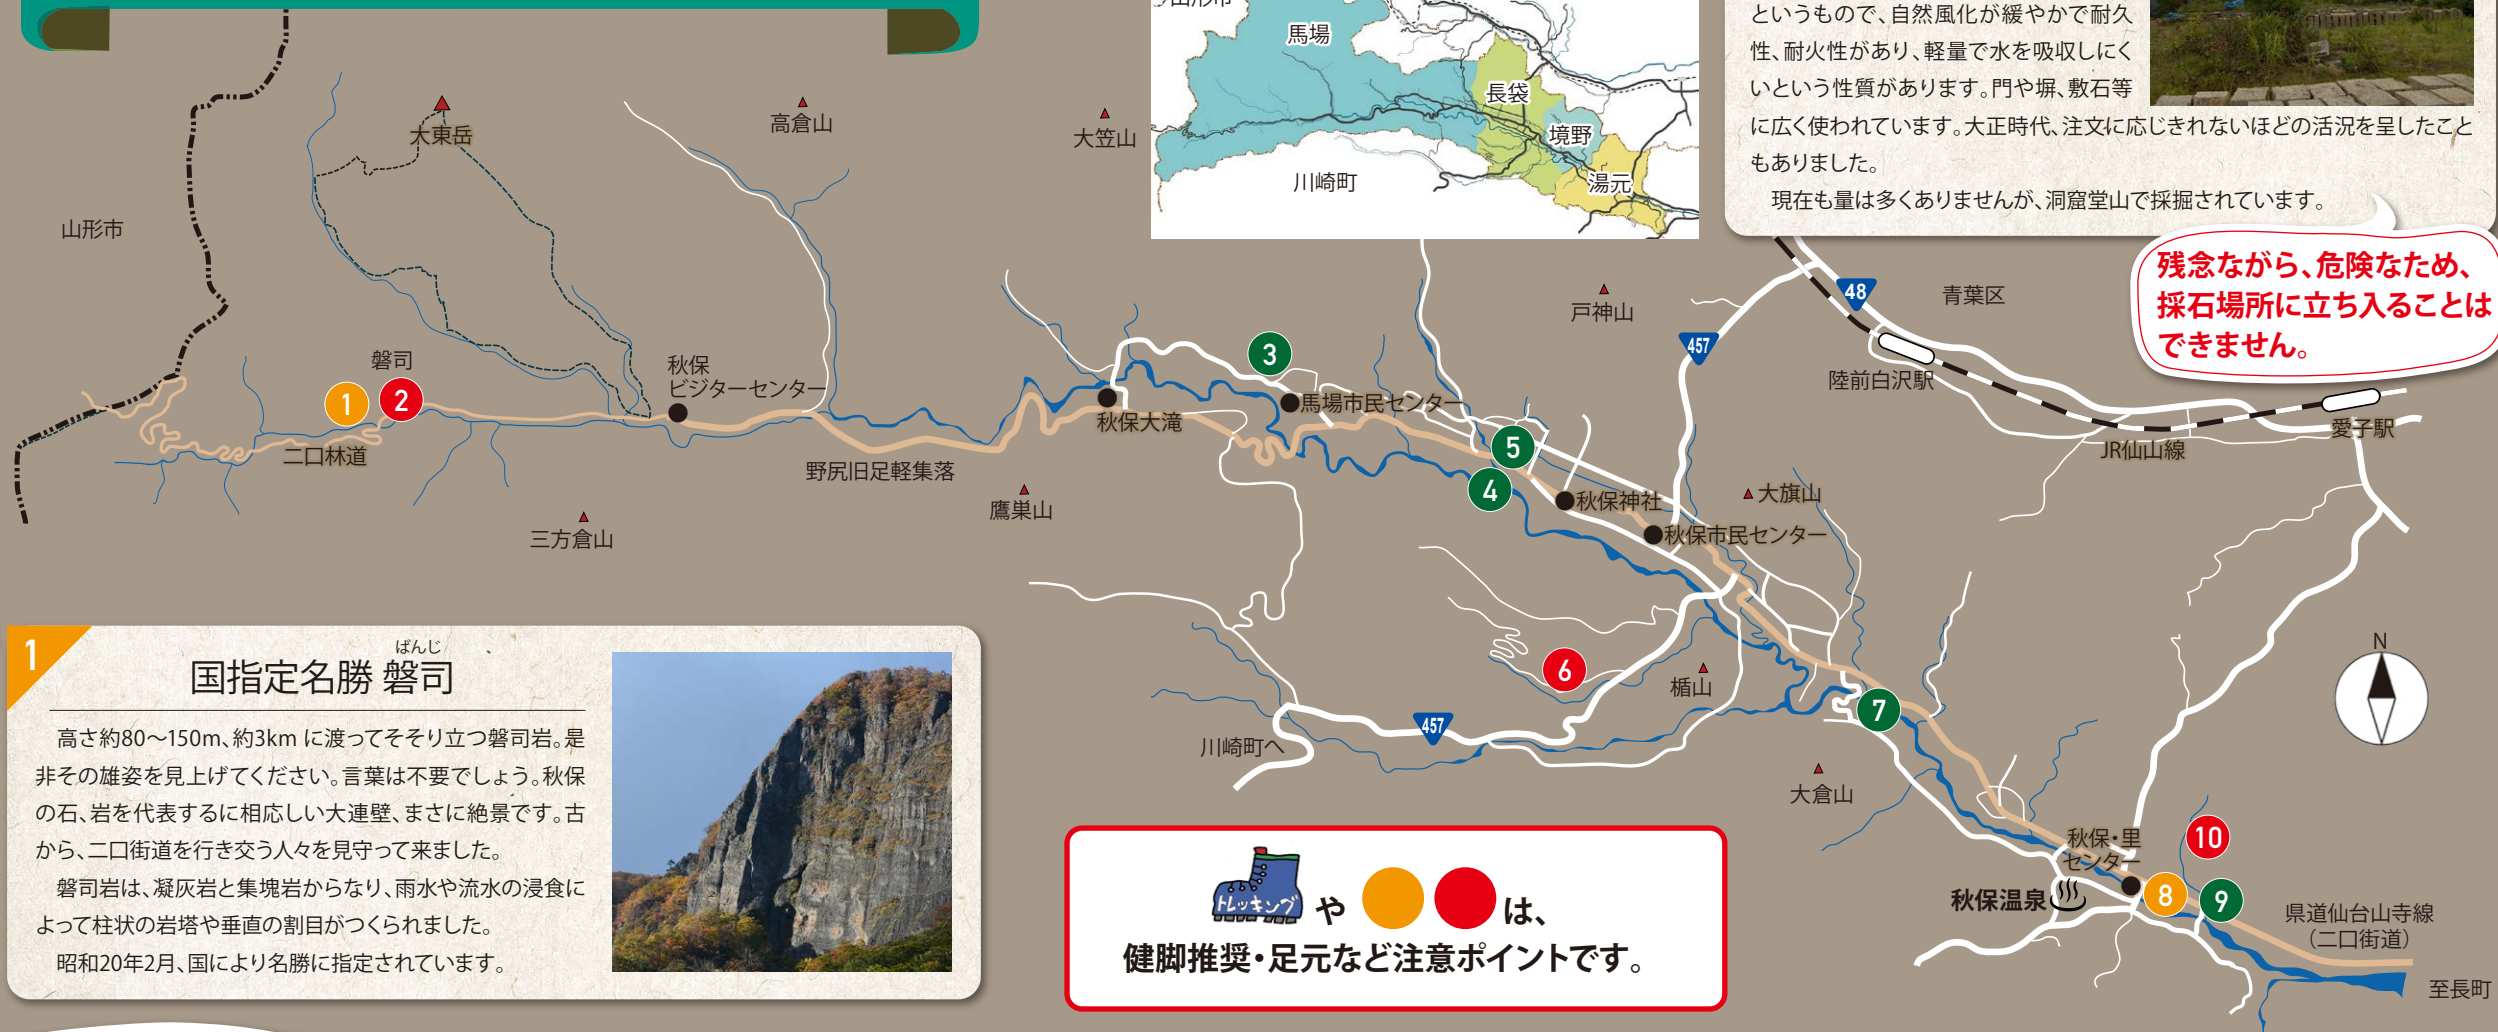 山形市
馬場
長袋
境野
湯元
川崎町
というもので、自然風化が緩やかで耐久
性、耐火性があり、軽量で水を吸収しにく
いという性質があります。門や塀、敷石等
に広く使われています。大正時代、注文に応じきれないほどの活況を呈したこと
もありました。
現在も量は多くありませんが、洞窟堂山で採掘されています。
残念ながら、危険なため、
採石場所に立ち入ることは
できません。
大東岳
高倉山
大笠山
山形市
戸神山
48
青葉区
457
陸前白沢駅
JR仙山線
愛子駅
磐司
1
2
二口林道
秋保
ビジターセンター
野尻旧足軽集落
三方倉山
鷹巣山
秋保大滝
3
馬場市民センター
5
4
秋保神社
秋保市民センター
大旗山
6
楯山
457
川崎町へ
7
大倉山
N
秋保・里
センター
10
秋保温泉
8
9
県道仙台山寺線
（二口街道）
至長町
1
ばんじ
国指定名勝 磐司
高さ約80～150m、約3km に渡ってそそり立つ磐司岩。是
非その雄姿を見上げてください。言葉は不要でしょう。秋保
の石、岩を代表するに相応しい大連壁、まさに絶景です。古
から、二口街道を行き交う人々を見守って来ました。
磐司岩は、凝灰岩と集塊岩からなり、雨水や流水の浸食に
よって柱状の岩塔や垂直の割目がつくられました。
昭和20年2月、国により名勝に指定されています。
トレッキング や は、
健脚推奨・足元など注意ポイントです。